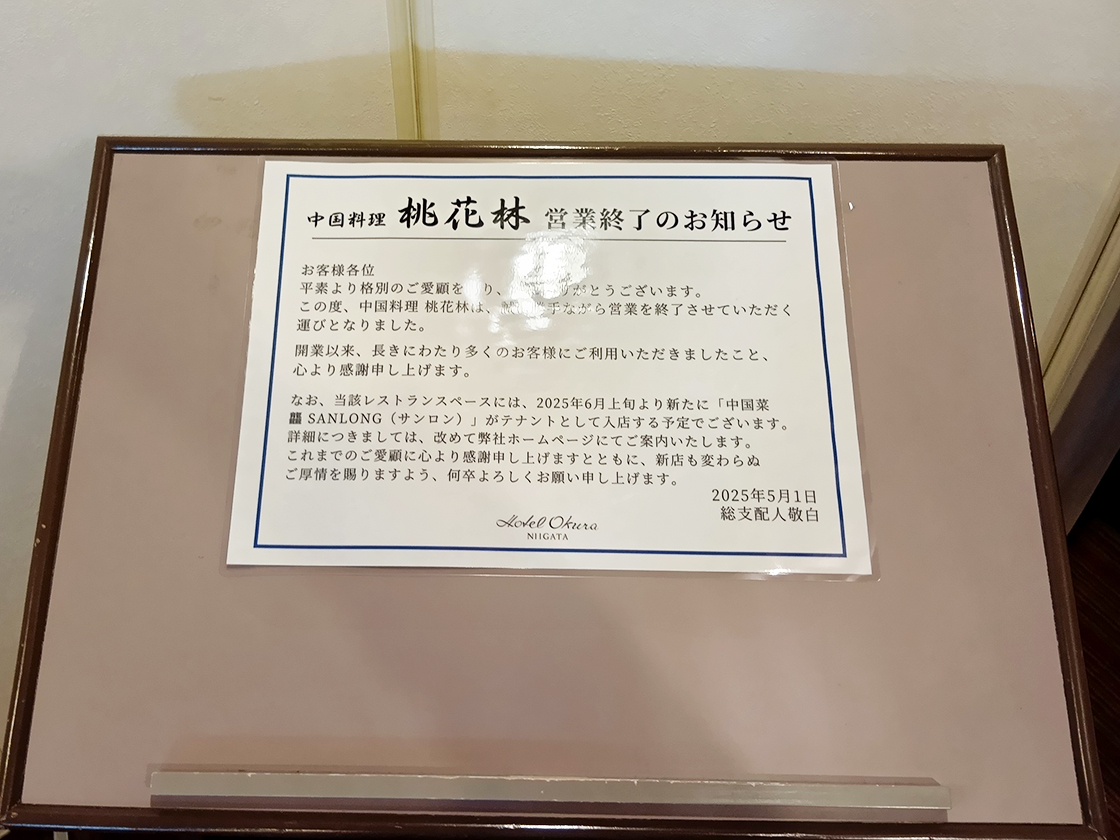 中国料理 桃花林 営業終了のお知らせ
お客様各位
平素より格別のご愛顧を り、 がとうございます。
この度、中国料理 桃花林は、 手ながら営業を終了させていただく
運びとなりました。
開業以来、長きにわたり多くのお客様にご利用いただきましたこと、
心より感謝申し上げます。
なお、当該レストランスペースには、2025年6月上旬より新たに「中国菜
SANLONG(サンロン)」がテナントとして入店する予定でございます。
詳細につきましては、改めて弊社ホームページにてご案内いたします。
これまでのご愛顧に心より感謝申し上げますとともに、新店も変わらぬ
ご厚情を賜りますよう、何卒よろしくお願い申し上げます。
2025年5月1日
総支配人敬白
Hotel Okura
NIIGATA